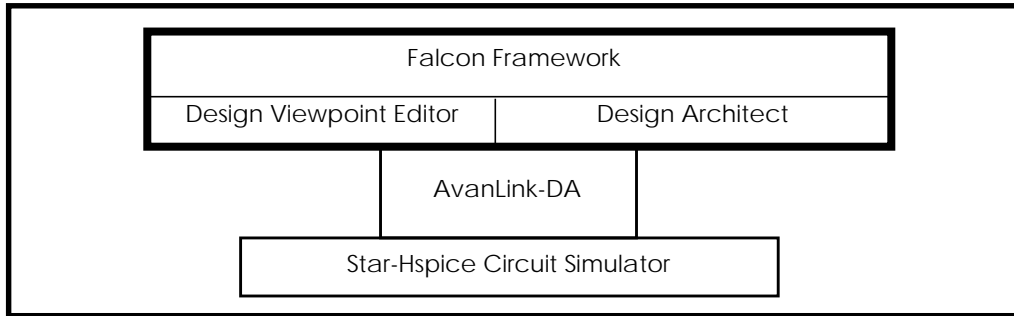 Falcon Framework
Design Viewpoint Editor
Design Architect
AvanLink-DA
Star-Hspice Circuit Simulator